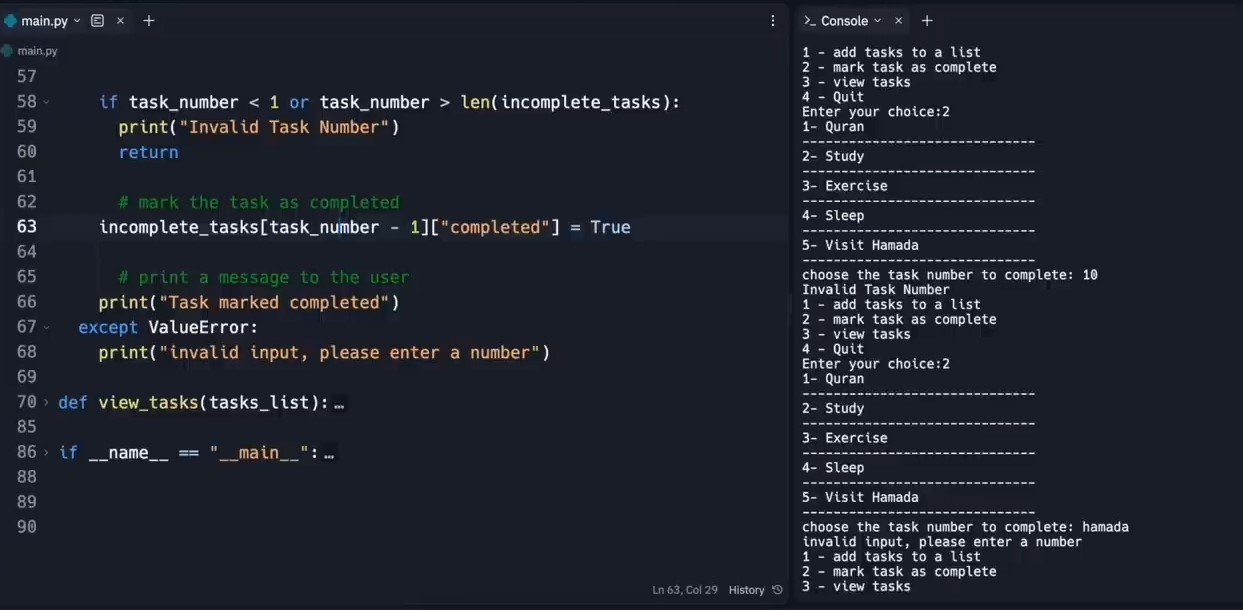 main.py
main.py
57
58 if task_number < 1 or task_number > len(incomplete_tasks):
59 print("Invalid Task Number")
60 return
61
62 # mark the task as completed
63 incomplete_tasks[task_number - 1]["completed"] = True
64
65 # print a message to the user
66 print("Task marked completed")
67 except ValueError:
68 print("invalid input, please enter a number")
69
70 def view_tasks(tasks_list):…
85
86 if __name__ == "__main__":…
88
89
90
Ln 63, Col 29 History
Console
1 - add tasks to a list
2 - mark task as complete
3 - view tasks
4 - Quit
Enter your choice:2
1- Quran
------------------------------
2- Study
------------------------------
3- Exercise
------------------------------
4- Sleep
------------------------------
5- Visit Hamada
------------------------------
choose the task number to complete: 10
Invalid Task Number
1 - add tasks to a list
2 - mark task as complete
3 - view tasks
4 - Quit
Enter your choice:2
1- Quran
------------------------------
2- Study
------------------------------
3- Exercise
------------------------------
4- Sleep
------------------------------
5- Visit Hamada
------------------------------
choose the task number to complete: hamada
invalid input, please enter a number
1 - add tasks to a list
2 - mark task as complete
3 - view tasks